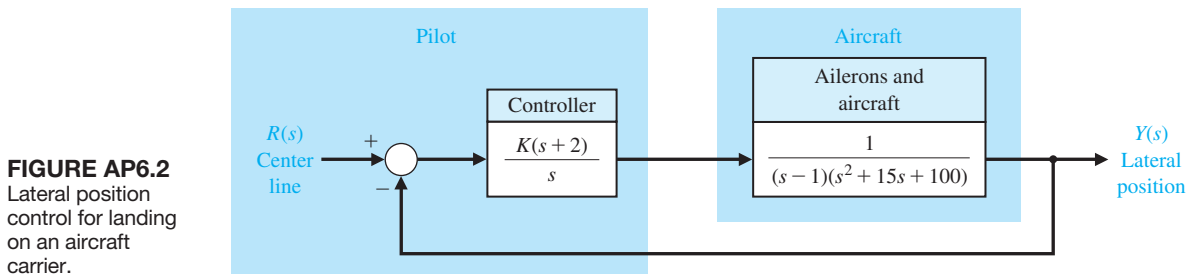 Pilot
Aircraft
Ailerons and
aircraft
Controller
R(s)
Center
line
+
−
K(s + 2)
s
1
(s − 1)(s² + 15s + 100)
Y(s)
Lateral
position
FIGURE AP6.2
Lateral position
control for landing
on an aircraft
carrier.